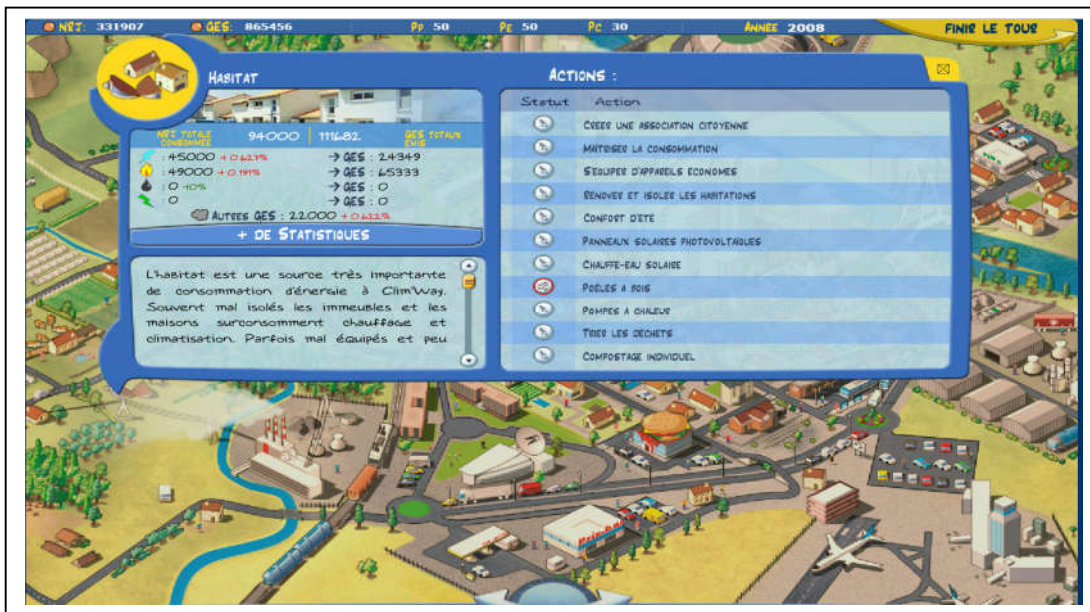 NRJ: 331907 GES: 865456 PP 50 PE 50 PC 30 ANNEE 2008 FINIR LE TOUR
HABITAT
NRJ TOTALE CONSOMMÉE 94000 111682 GES TOTAUX ÉMIS
: 45000 → GES : 24349
: 49000 → GES : 65333
: 0 +0% → GES : 0
: 0 → GES : 0
AUTRES GES : 22000
+ DE STATISTIQUES
L'habitat est une source très importante
de consommation d'énergie à Clim'Way.
Souvent mal isolés les immeubles et les
maisons surconsomment chauffage et
climatisation. Parfois mal équipés et peu
ACTIONS :
Statut Action
CRÉER UNE ASSOCIATION CITOYENNE
MAÎTRISER LA CONSOMMATION
S'ÉQUIPER D'APPAREILS ÉCONOMES
RÉNOVER ET ISOLER LES HABITATIONS
CONFORT D'ÉTÉ
PANNEAUX SOLAIRES PHOTOVOLTAÏQUES
CHAUFFE-EAU SOLAIRE
POÊLES À BOIS
POMPES À CHALEUR
TRIER LES DÉCHETS
COMPOSTAGE INDIVIDUEL